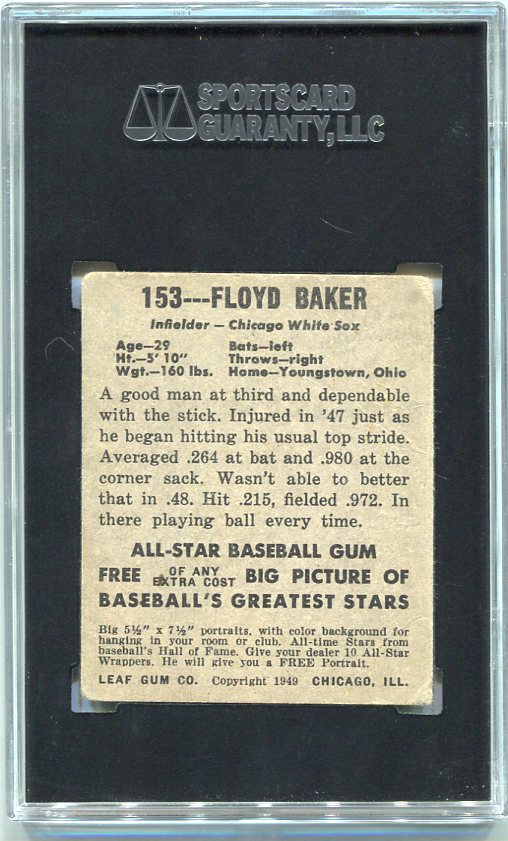 SPORTSCARD
GUARANTY, LLC
153---FLOYD BAKER
Infielder — Chicago White Sox
Age—29 Bats—left
Ht.—5' 10" Throws—right
Wgt.—160 lbs. Home—Youngstown, Ohio
A good man at third and dependable
with the stick. Injured in '47 just as
he began hitting his usual top stride.
Averaged .264 at bat and .980 at the
corner sack. Wasn't able to better
that in .48. Hit .215, fielded .972. In
there playing ball every time.
ALL-STAR BASEBALL GUM
FREE OF ANY EXTRA COST BIG PICTURE OF
BASEBALL'S GREATEST STARS
Big 5½" x 7½" portraits, with color background for
hanging in your room or club. All-time Stars from
baseball's Hall of Fame. Give your dealer 10 All-Star
Wrappers. He will give you a FREE Portrait.
LEAF GUM CO. Copyright 1949 CHICAGO, ILL.